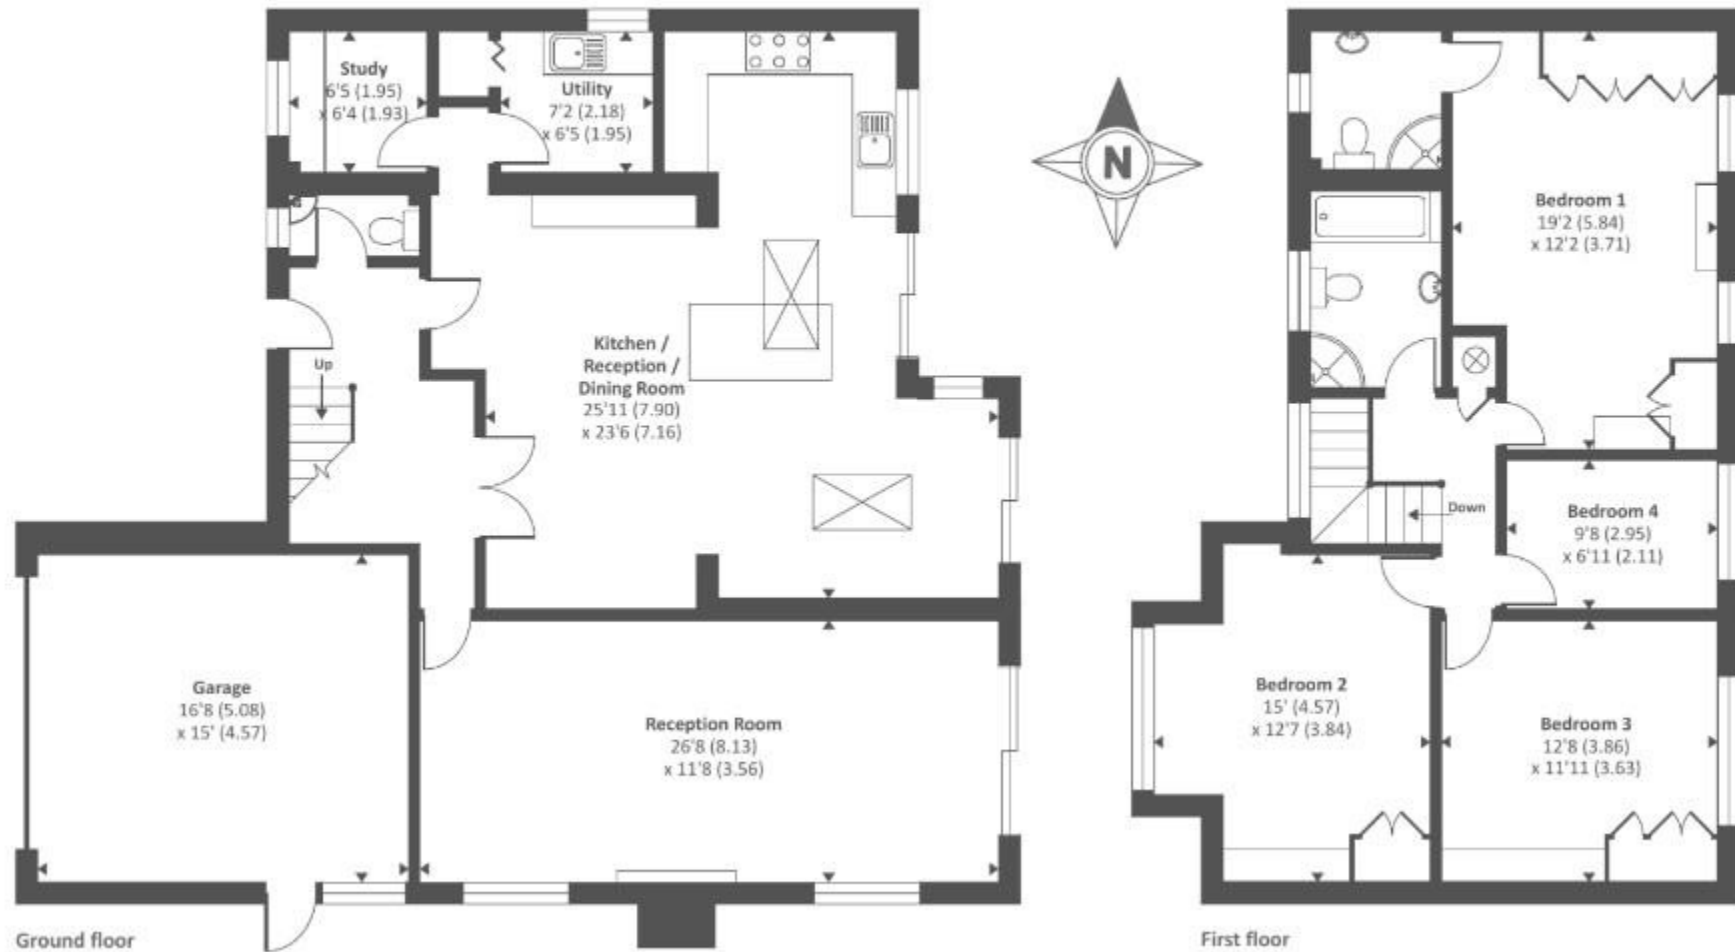 Study
6'5 (1.95)
x 6'4 (1.93)
Utility
7'2 (2.18)
x 6'5 (1.95)
N
Up
Kitchen /
Reception /
Dining Room
25'11 (7.90)
x 23'6 (7.16)
Garage
16'8 (5.08)
x 15' (4.57)
Reception Room
26'8 (8.13)
x 11'8 (3.56)
Ground floor
Bedroom 1
19'2 (5.84)
x 12'2 (3.71)
Down
Bedroom 4
9'8 (2.95)
x 6'11 (2.11)
Bedroom 2
15' (4.57)
x 12'7 (3.84)
Bedroom 3
12'8 (3.86)
x 11'11 (3.63)
First floor